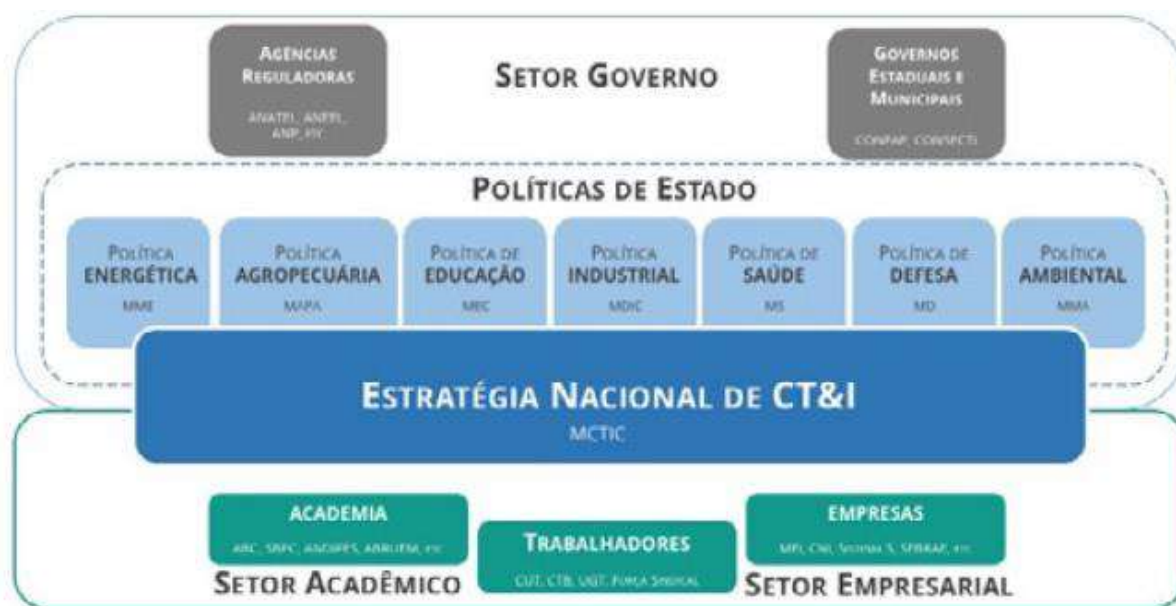 AGÊNCIAS
REGULADORAS
ANATEL, ANEEL,
ANP, etc
SETOR GOVERNO
GOVERNOS
ESTADUAIS E
MUNICIPAIS
CONFAP, CONSECTI
POLÍTICAS DE ESTADO
POLÍTICA
ENERGÉTICA
MME
POLÍTICA
AGROPECUÁRIA
MAPA
POLÍTICA DE
EDUCAÇÃO
MEC
POLÍTICA
INDUSTRIAL
MDIC
POLÍTICA DE
SAÚDE
MS
POLÍTICA DE
DEFESA
MD
POLÍTICA
AMBIENTAL
MMA
ESTRATÉGIA NACIONAL DE CT&I
MCTIC
ACADEMIA
ABC, SBPC, ANDIFES, ABRUEM, etc
SETOR ACADÊMICO
TRABALHADORES
CUT, CTB, UGT, FORÇA SINDICAL
EMPRESAS
MEI, CNI, SISTEMA S, SEBRAE, etc
SETOR EMPRESARIAL